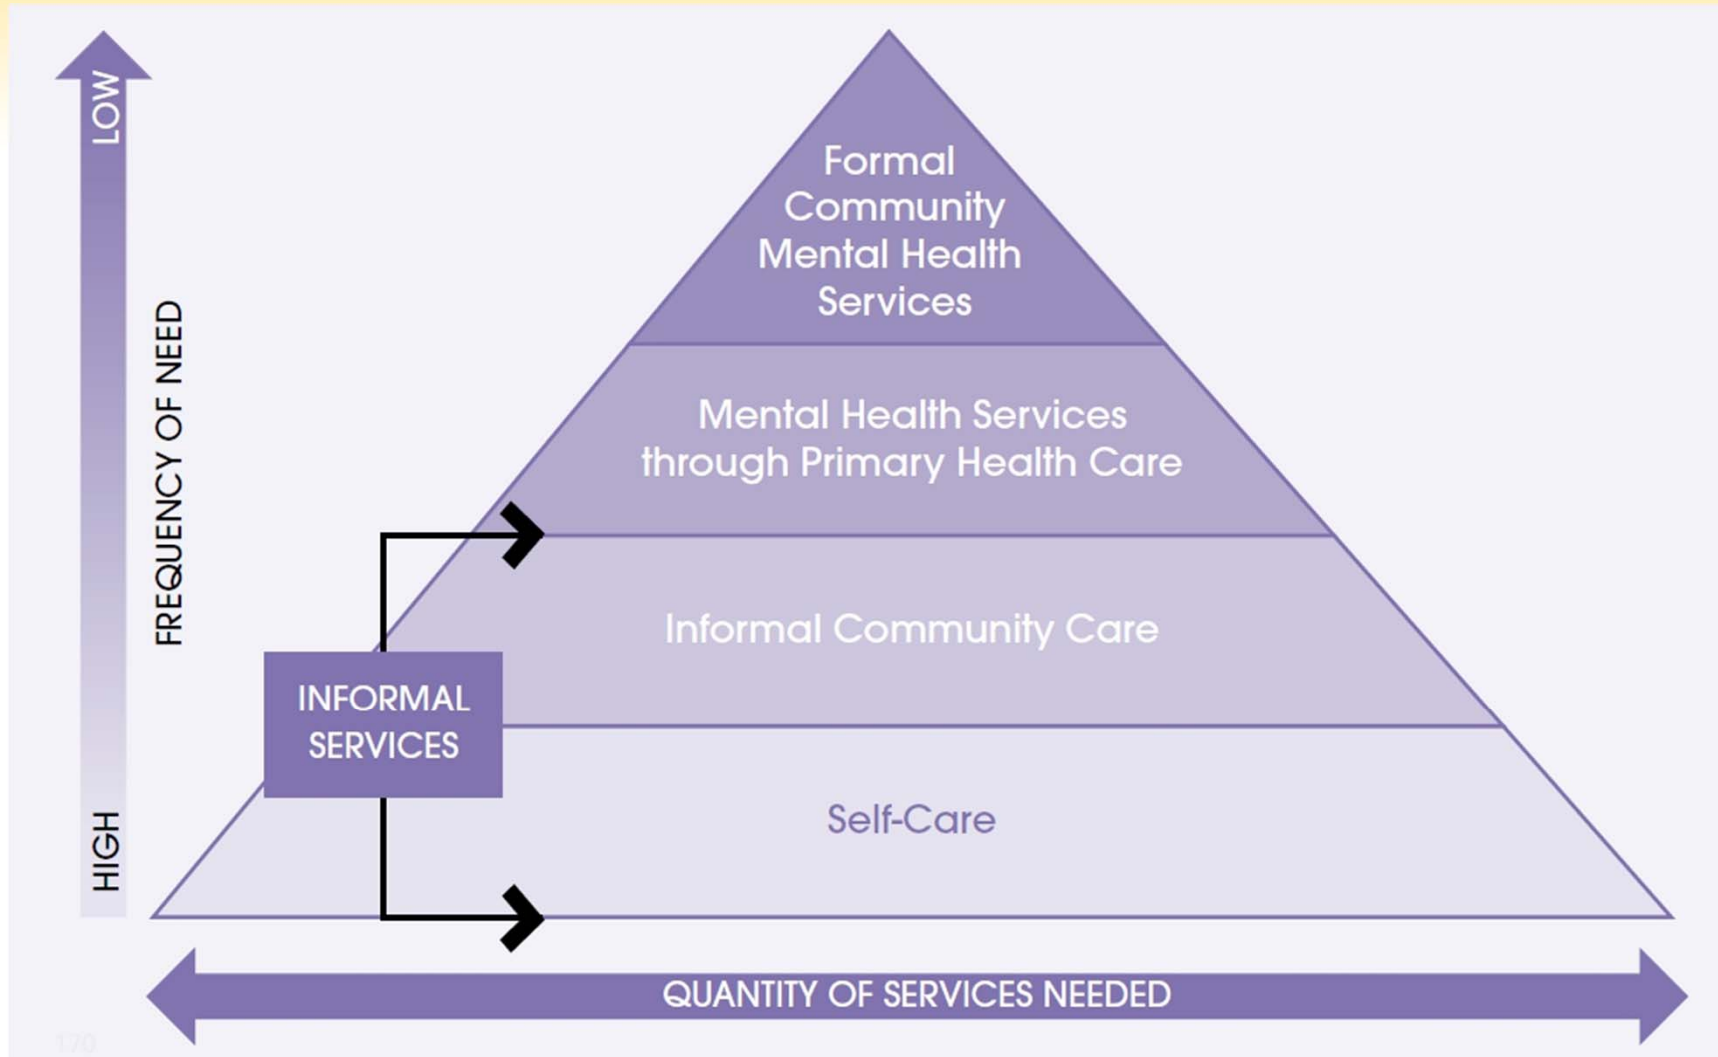 LOW
FREQUENCY OF NEED
HIGH
Formal
Community
Mental Health
Services
Mental Health Services
through Primary Health Care
Informal Community Care
INFORMAL
SERVICES
Self-Care
QUANTITY OF SERVICES NEEDED
170